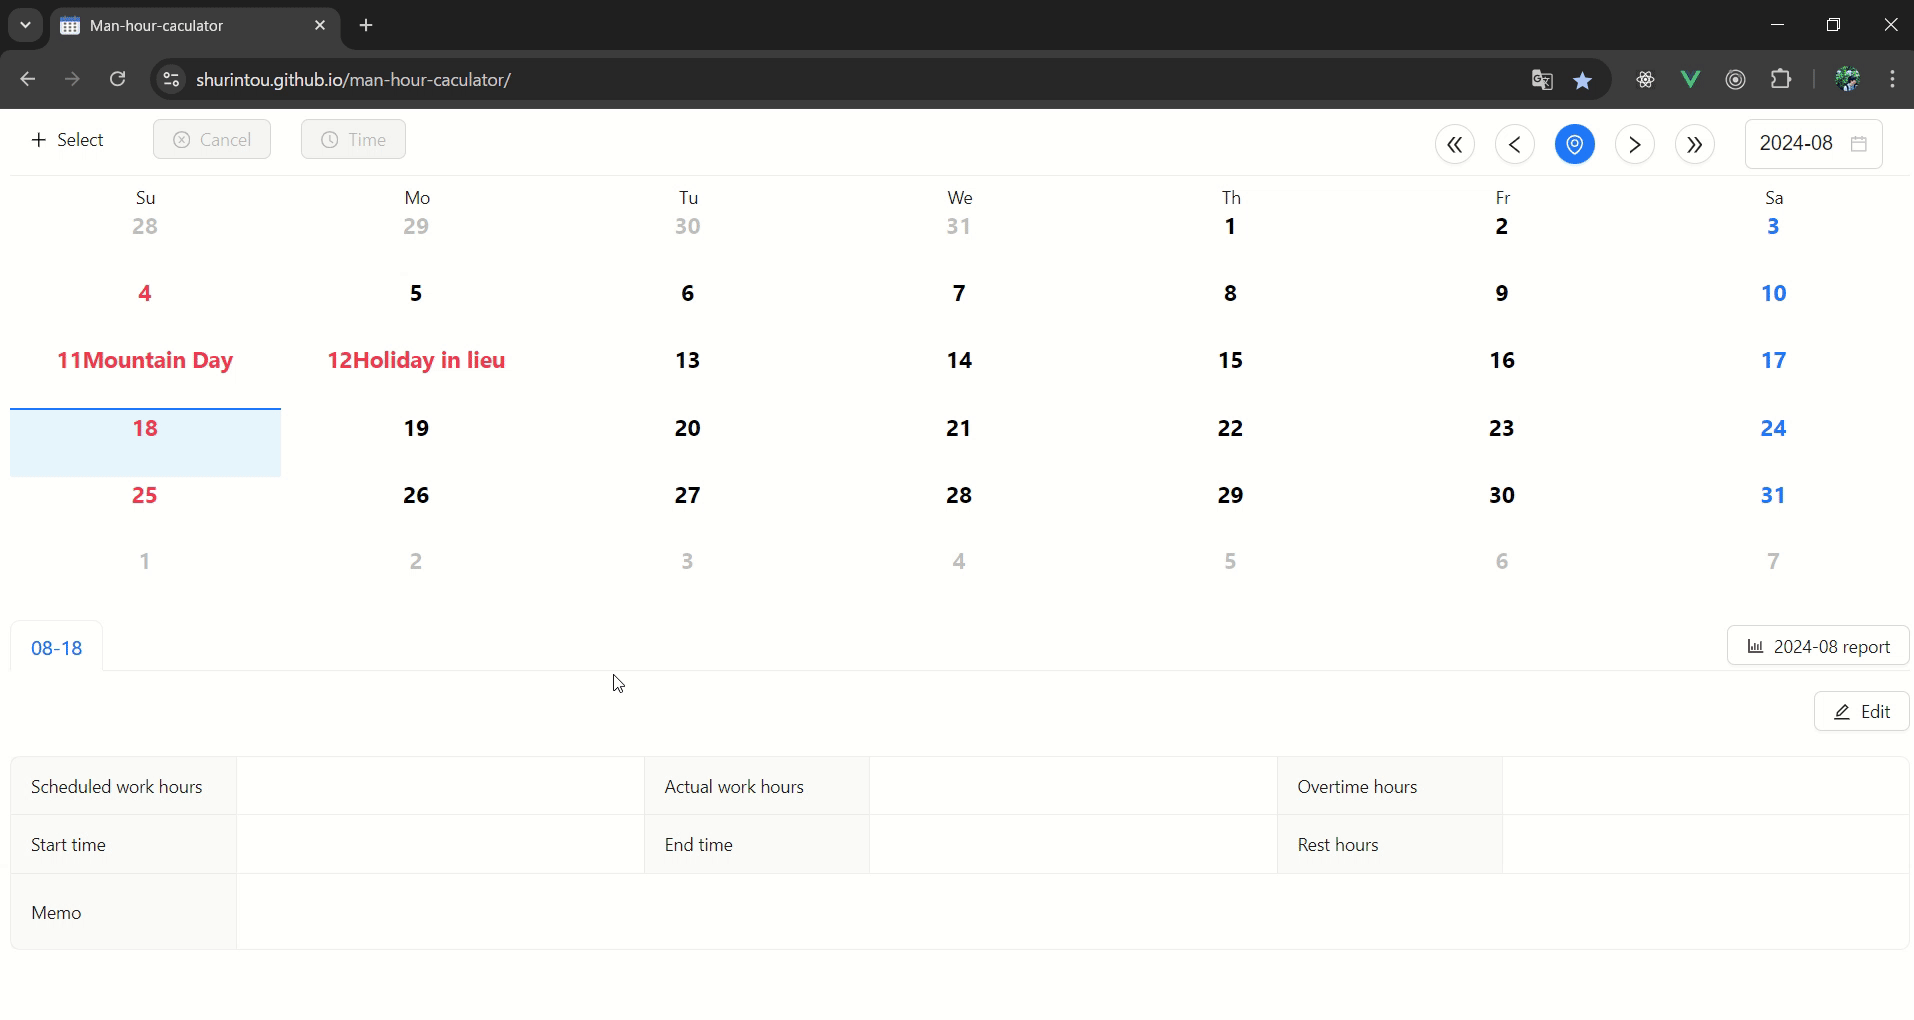 Man-hour-caculator
shurintou.github.io/man-hour-caculator/
Select Cancel Time 2024-08
Su Mo Tu We Th Fr Sa
28 29 30 31 1 2 3
4 5 6 7 8 9 10
11Mountain Day 12Holiday in lieu 13 14 15 16 17
18 19 20 21 22 23 24
25 26 27 28 29 30 31
1 2 3 4 5 6 7
08-18 2024-08 report
Edit
Scheduled work hours Actual work hours Overtime hours
Start time End time Rest hours
Memo